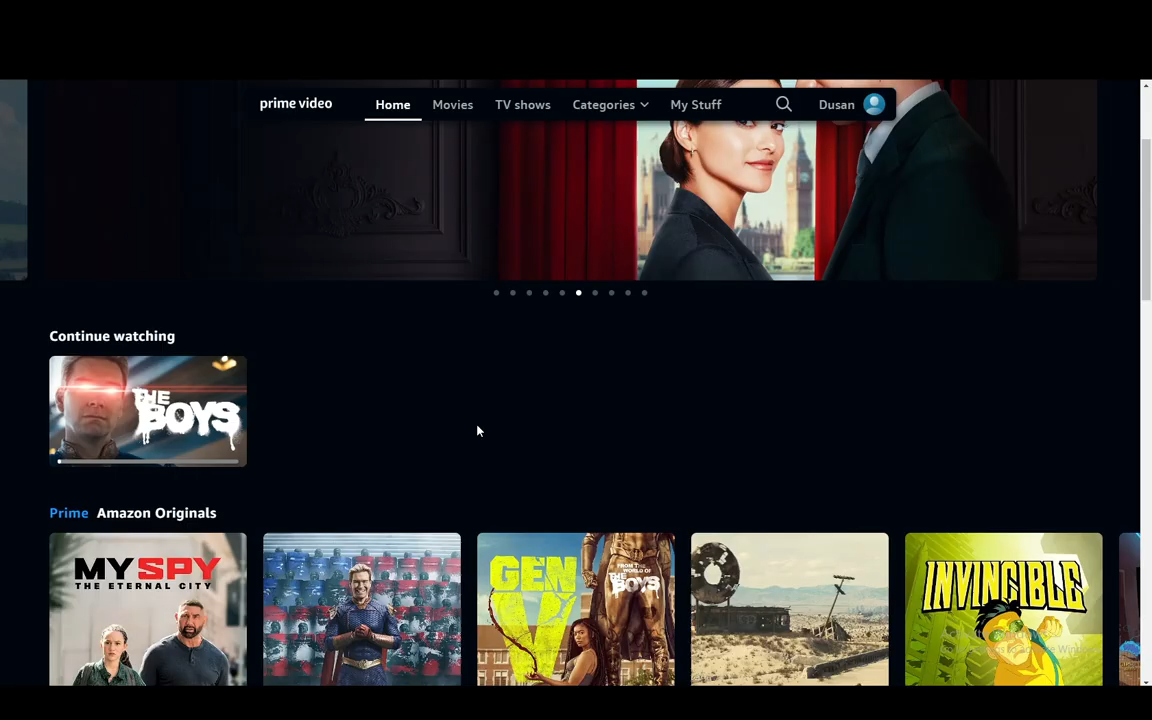 prime video Home Movies TV shows Categories My Stuff Dusan
Continue watching
THE
BOYS
Prime Amazon Originals
MY SPY
THE ETERNAL CITY
GEN
V
FROM THE
WORLD OF
THE
BOYS
INVINCIBLE